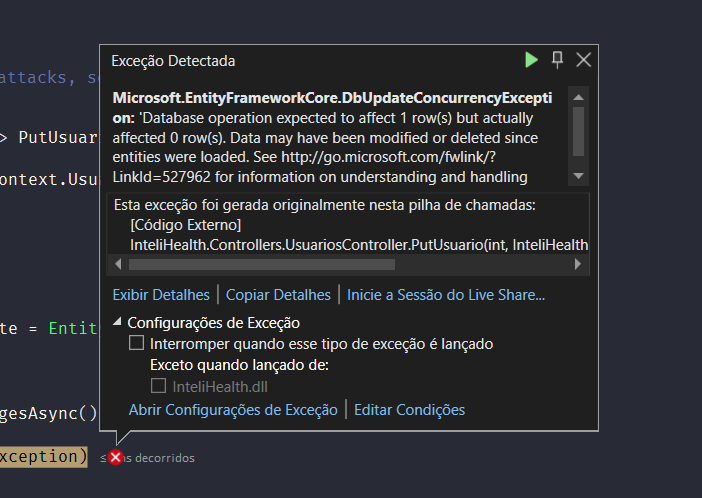 Exceção Detectada
attacks, s
Microsoft.EntityFrameworkCore.DbUpdateConcurrencyExcepti
on: 'Database operation expected to affect 1 row(s) but actually
> PutUsuar
affected 0 row(s). Data may have been modified or deleted since
entities were loaded. See http://go.microsoft.com/fwlink/?
ontext.Usu
LinkId=527962 for information on understanding and handling
Esta exceção foi gerada originalmente nesta pilha de chamadas:
[Código Externo]
InteliHealth.Controllers.UsuariosController.PutUsuario(int, InteliHealth
Exibir Detalhes | Copiar Detalhes | Inicie a Sessão do Live Share...
te = Entit
Configurações de Exceção
Interromper quando esse tipo de exceção é lançado
Exceto quando lançado de:
InteliHealth.dll
gesAsync()
Abrir Configurações de Exceção | Editar Condições
xception)
ms decorridos